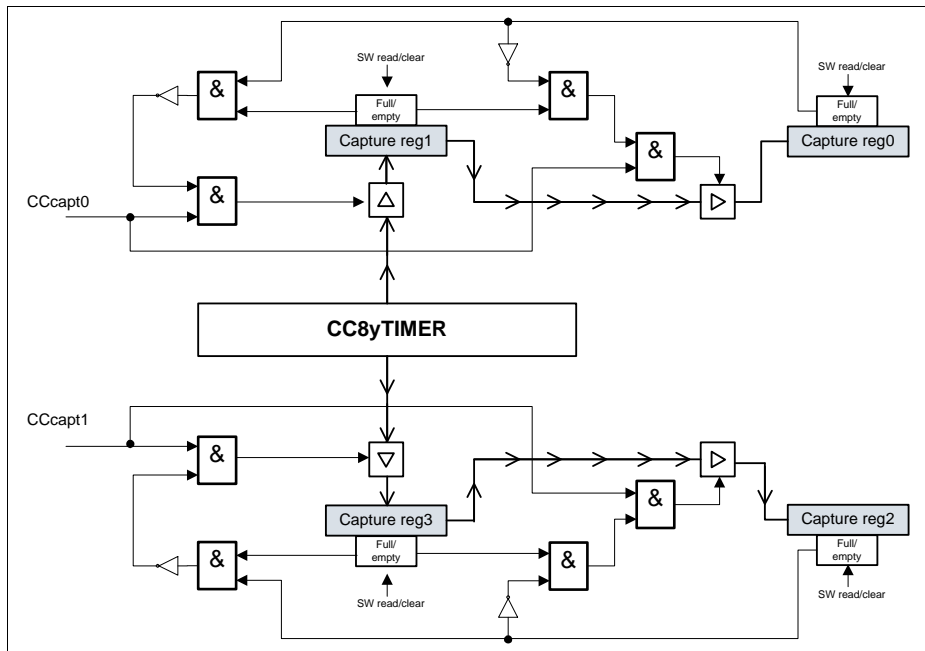 SW read/clear
SW read/clear
&
Full/
empty
&
Full/
empty
Capture reg1
Capture reg0
&
&
CCcapt0
CC8yTIMER
CCcapt1
&
&
Capture reg3
Capture reg2
Full/
empty
&
&
Full/
empty
SW read/clear
SW read/clear